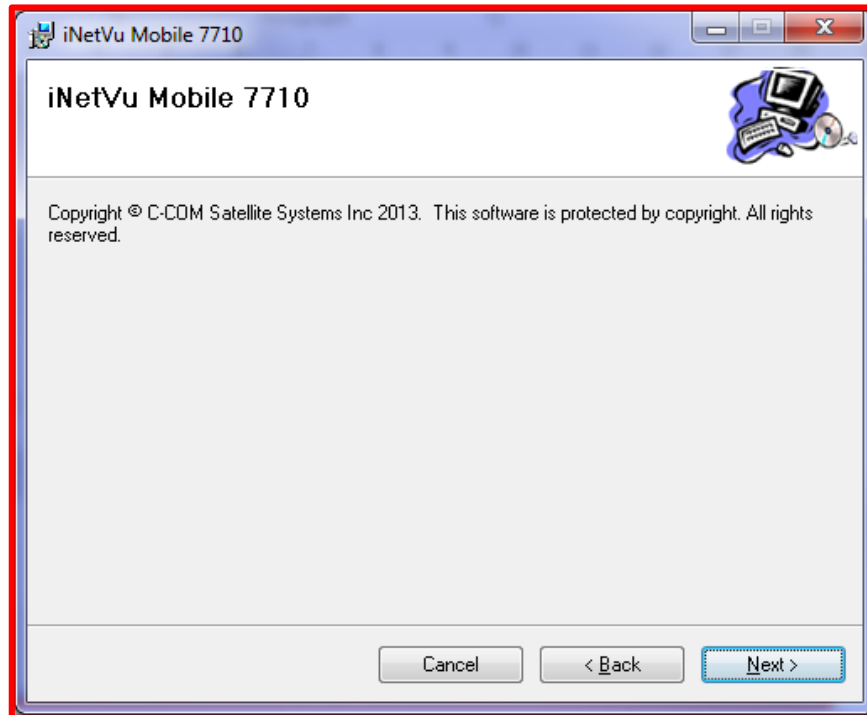 iNetVu Mobile 7710
iNetVu Mobile 7710
Copyright © C-COM Satellite Systems Inc 2013.  This software is protected by copyright. All rights
reserved.
Cancel
< Back
Next >